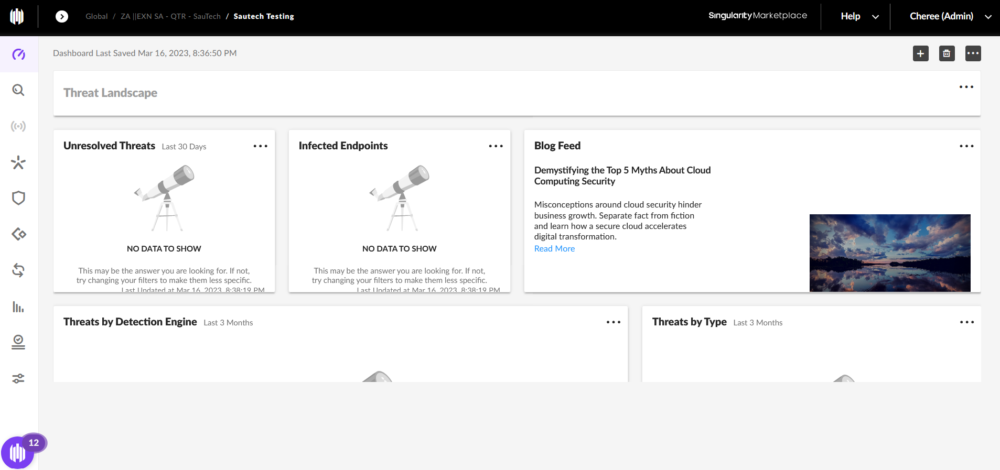 Global / ZA ||EXN SA - QTR - SauTech / Sautech Testing
SingularityMarketplace
Help
Cheree (Admin)
Dashboard Last Saved Mar 16, 2023, 8:36:50 PM
Threat Landscape
Unresolved Threats Last 30 Days
NO DATA TO SHOW
This may be the answer you are looking for. If not,
try changing your filters to make them less specific.
Last Updated at Mar 16, 2023, 8:38:19 PM
Infected Endpoints
NO DATA TO SHOW
This may be the answer you are looking for. If not,
try changing your filters to make them less specific.
Last Updated at Mar 16, 2023, 8:38:19 PM
Blog Feed
Demystifying the Top 5 Myths About Cloud
Computing Security
Misconceptions around cloud security hinder
business growth. Separate fact from fiction
and learn how a secure cloud accelerates
digital transformation.
Read More
Threats by Detection Engine Last 3 Months
Threats by Type Last 3 Months
12